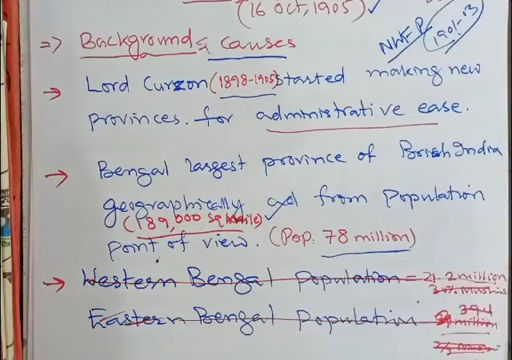 (16 Oct, 1905)
NWFP
(1901-03)
=> Background & causes
→ Lord Curzon (1898-1905) started making new
provinces. for administrative ease.
→ Bengal largest province of British India
geographically and from population
(189,000 sq mile)
point of view. (Pop. 78 million)
→ Western Bengal Population = 21.2 million
Eastern Bengal Population
39.1
million